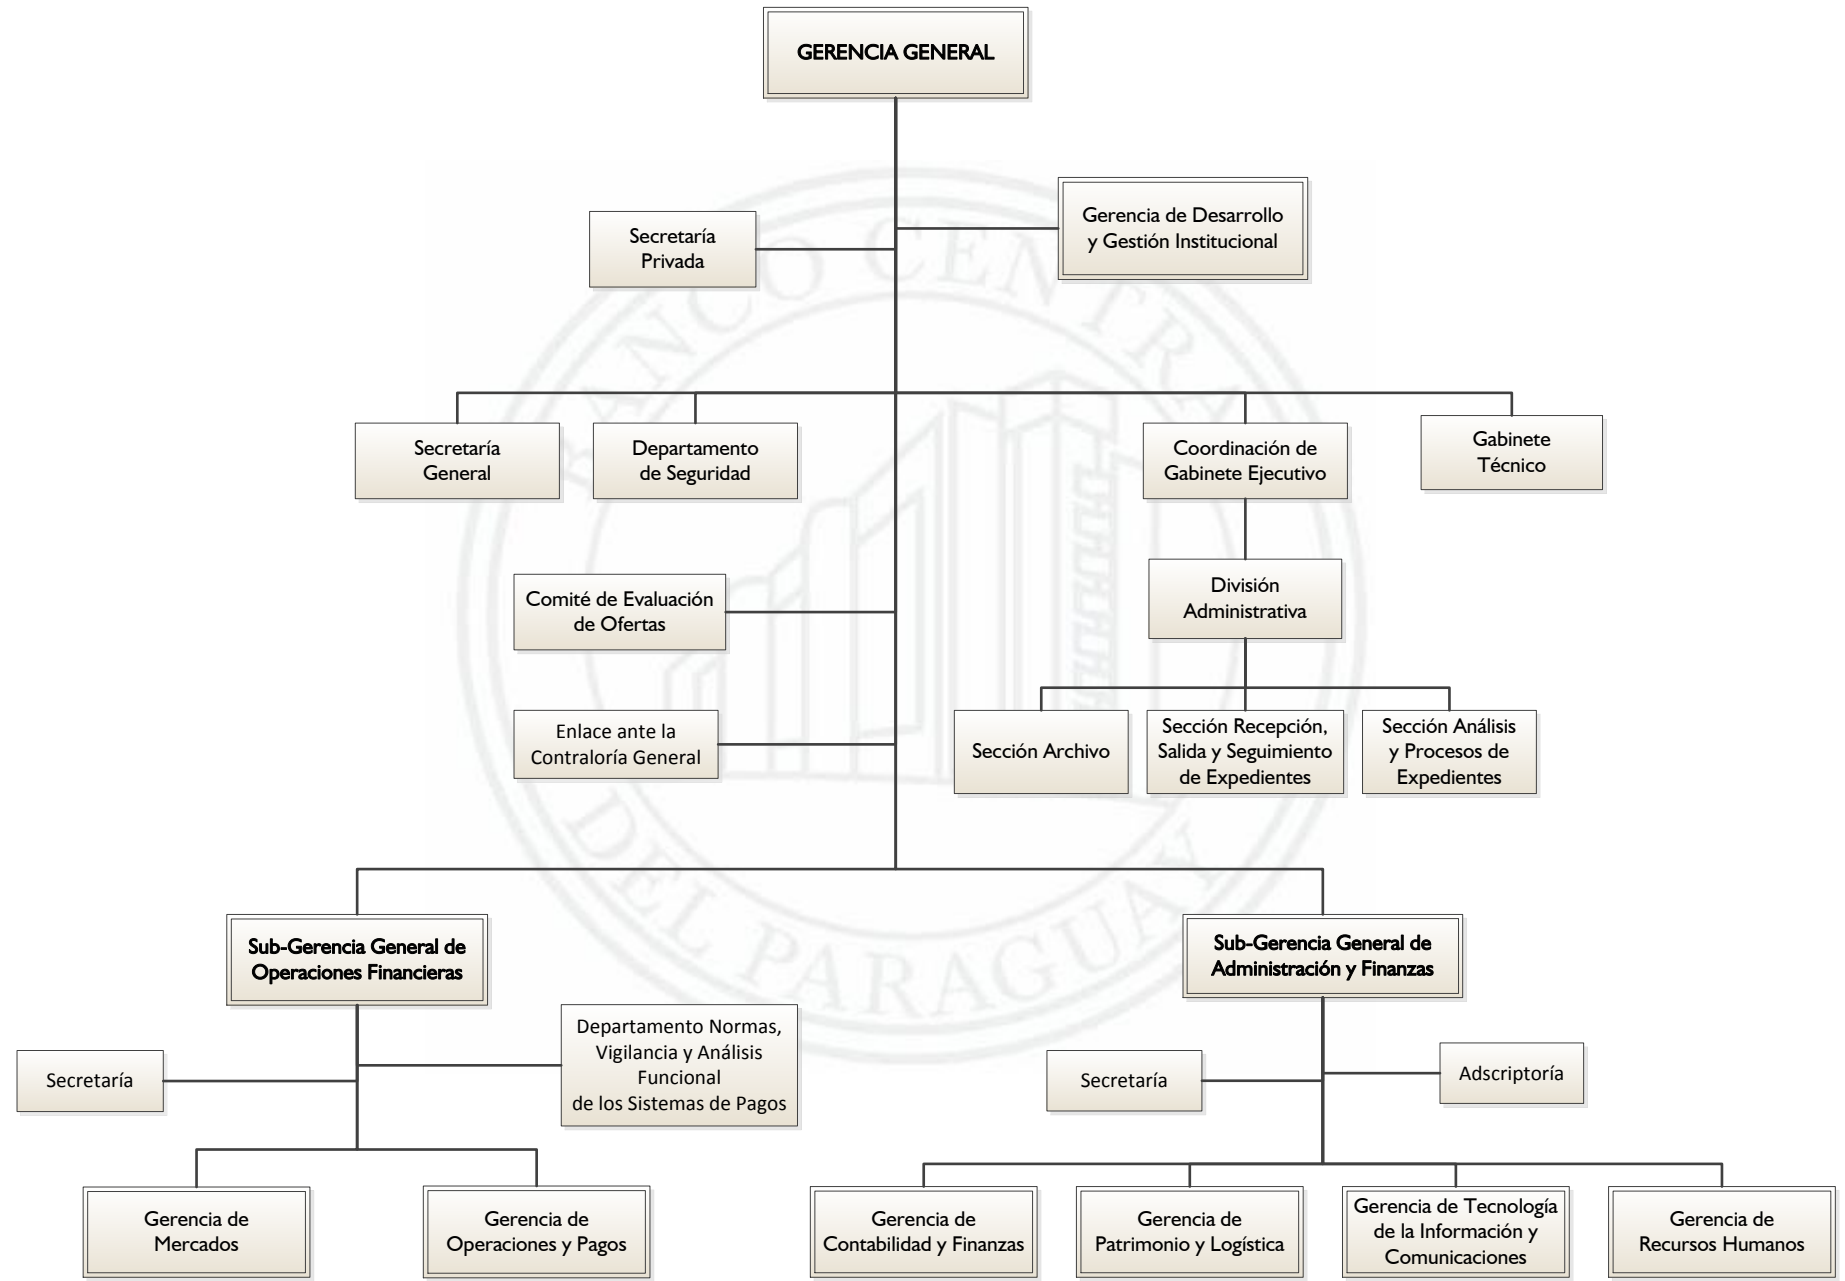 GERENCIA GENERAL
Gerencia de Desarrollo
y Gestión Institucional
Secretaría
Privada
BANCO CENTRAL
DEL PARAGUAY
Secretaría
General
Departamento
de Seguridad
Coordinación de
Gabinete Ejecutivo
Gabinete
Técnico
Comité de Evaluación
de Ofertas
División
Administrativa
Enlace ante la
Contraloría General
Sección Archivo
Sección Recepción,
Salida y Seguimiento
de Expedientes
Sección Análisis
y Procesos de
Expedientes
Sub-Gerencia General de
Operaciones Financieras
Sub-Gerencia General de
Administración y Finanzas
Secretaría
Departamento Normas,
Vigilancia y Análisis
Funcional
de los Sistemas de Pagos
Secretaría
Adscriptoría
Gerencia de
Mercados
Gerencia de
Operaciones y Pagos
Gerencia de
Contabilidad y Finanzas
Gerencia de
Patrimonio y Logística
Gerencia de Tecnología
de la Información y
Comunicaciones
Gerencia de
Recursos Humanos